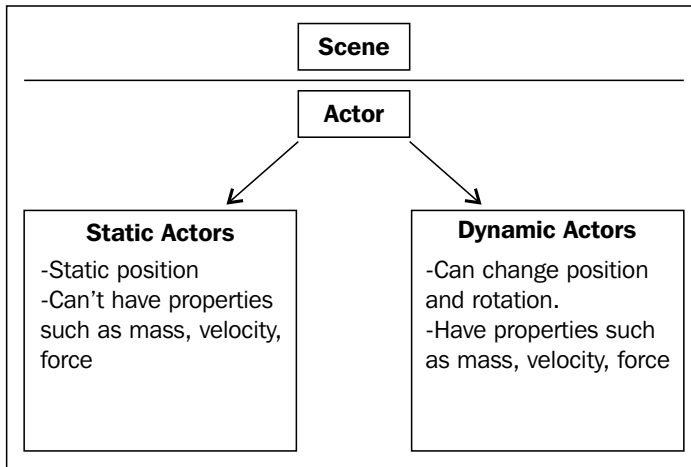 Scene
Actor
Static Actors
-Static position
-Can't have properties
such as mass, velocity,
force
Dynamic Actors
-Can change position
and rotation.
-Have properties such
as mass, velocity, force